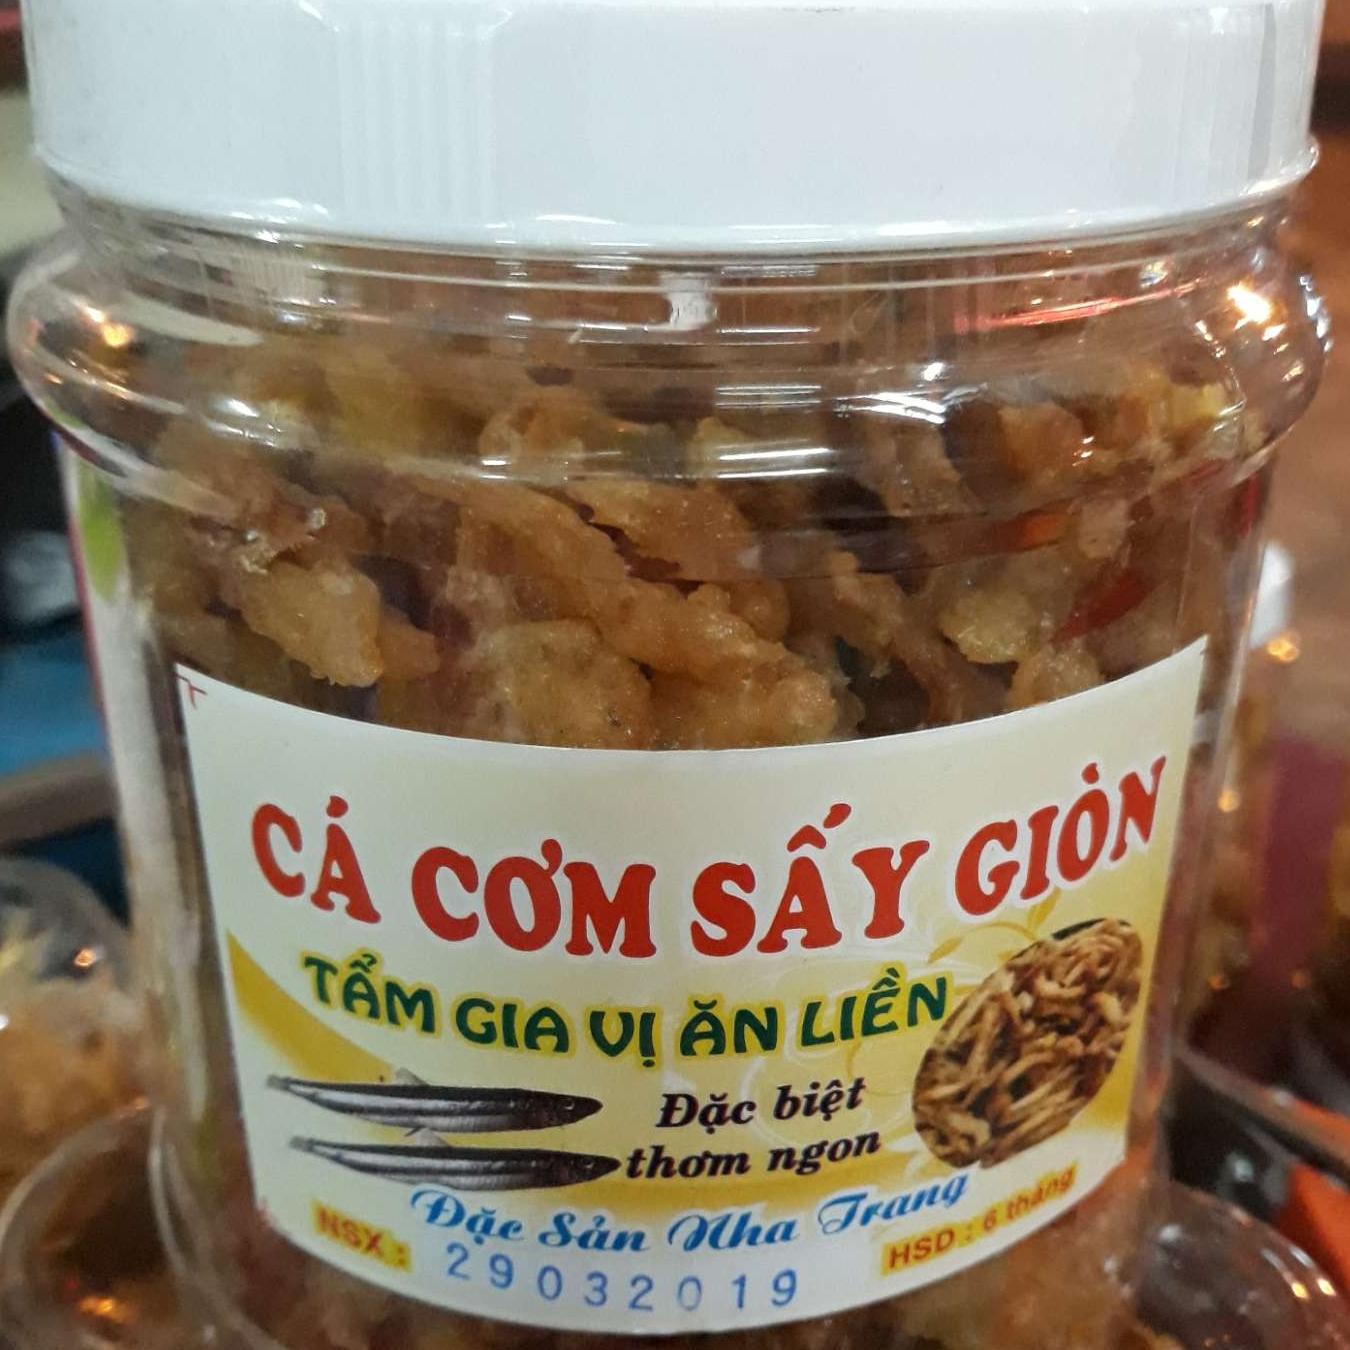 CÁ CƠM SẤY GIÒN
TẨM GIA VỊ ĂN LIỀN
Đặc biệt
thơm ngon
Đặc Sản Nha Trang
NSX : 29032019
HSD : 6 tháng